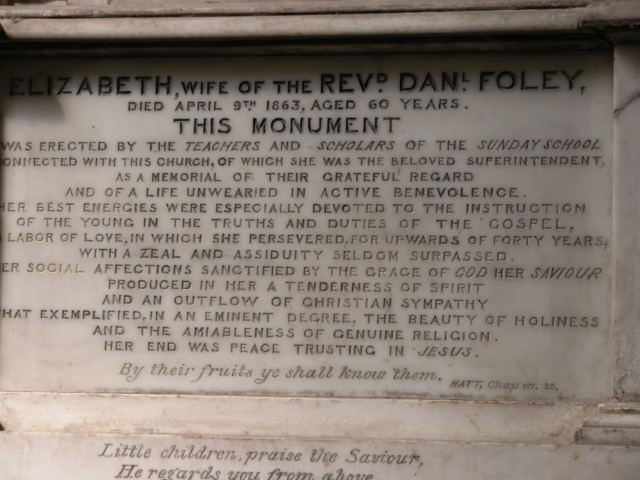 ELIZABETH, WIFE OF THE REVD DANL FOLEY,
DIED APRIL 9TH 1863, AGED 60 YEARS.
THIS MONUMENT
WAS ERECTED BY THE TEACHERS AND SCHOLARS OF THE SUNDAY SCHOOL
CONNECTED WITH THIS CHURCH, OF WHICH SHE WAS THE BELOVED SUPERINTENDENT,
AS A MEMORIAL OF THEIR GRATEFUL REGARD
AND OF A LIFE UNWEARIED IN ACTIVE BENEVOLENCE.
HER BEST ENERGIES WERE ESPECIALLY DEVOTED TO THE INSTRUCTION
OF THE YOUNG IN THE TRUTHS AND DUTIES OF THE GOSPEL,
LABOR OF LOVE, IN WHICH SHE PERSEVERED, FOR UPWARDS OF FORTY YEARS,
WITH A ZEAL AND ASSIDUITY SELDOM SURPASSED.
ER SOCIAL AFFECTIONS SANCTIFIED BY THE GRACE OF GOD HER SAVIOUR
PRODUCED IN HER A TENDERNESS OF SPIRIT
AND AN OUTFLOW OF CHRISTIAN SYMPATHY
HAT EXEMPLIFIED, IN AN EMINENT DEGREE, THE BEAUTY OF HOLINESS
AND THE AMIABLENESS OF GENUINE RELIGION.
HER END WAS PEACE TRUSTING IN JESUS.
By their fruits ye shall know them. MATT, Chap VII. 20.
Little children, praise the Saviour,
He regards you from above